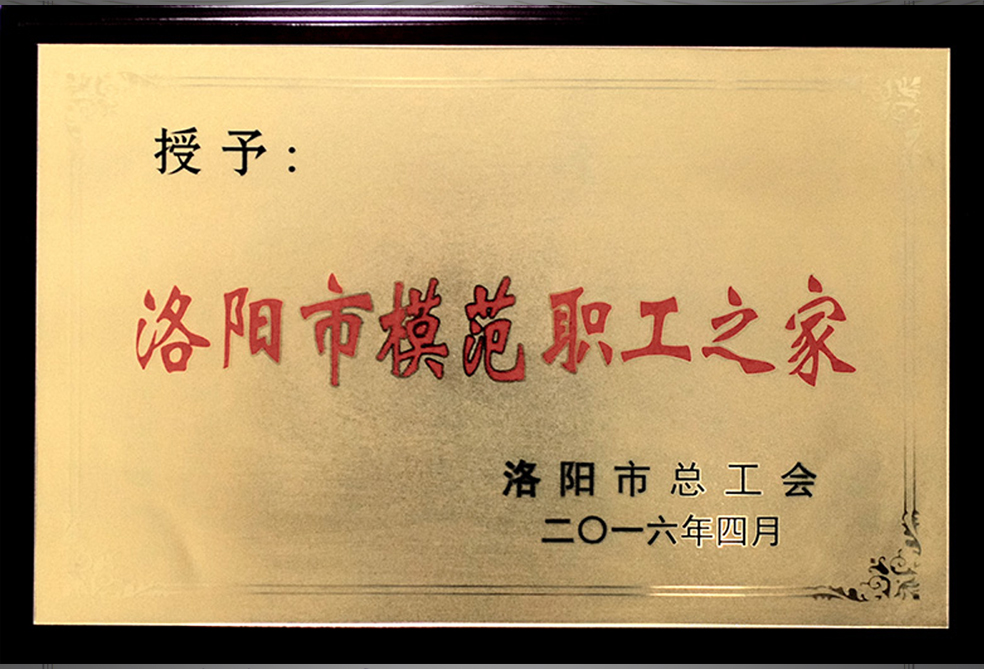 授予：
洛阳市模范职工之家
洛阳市总工会
二〇一六年四月